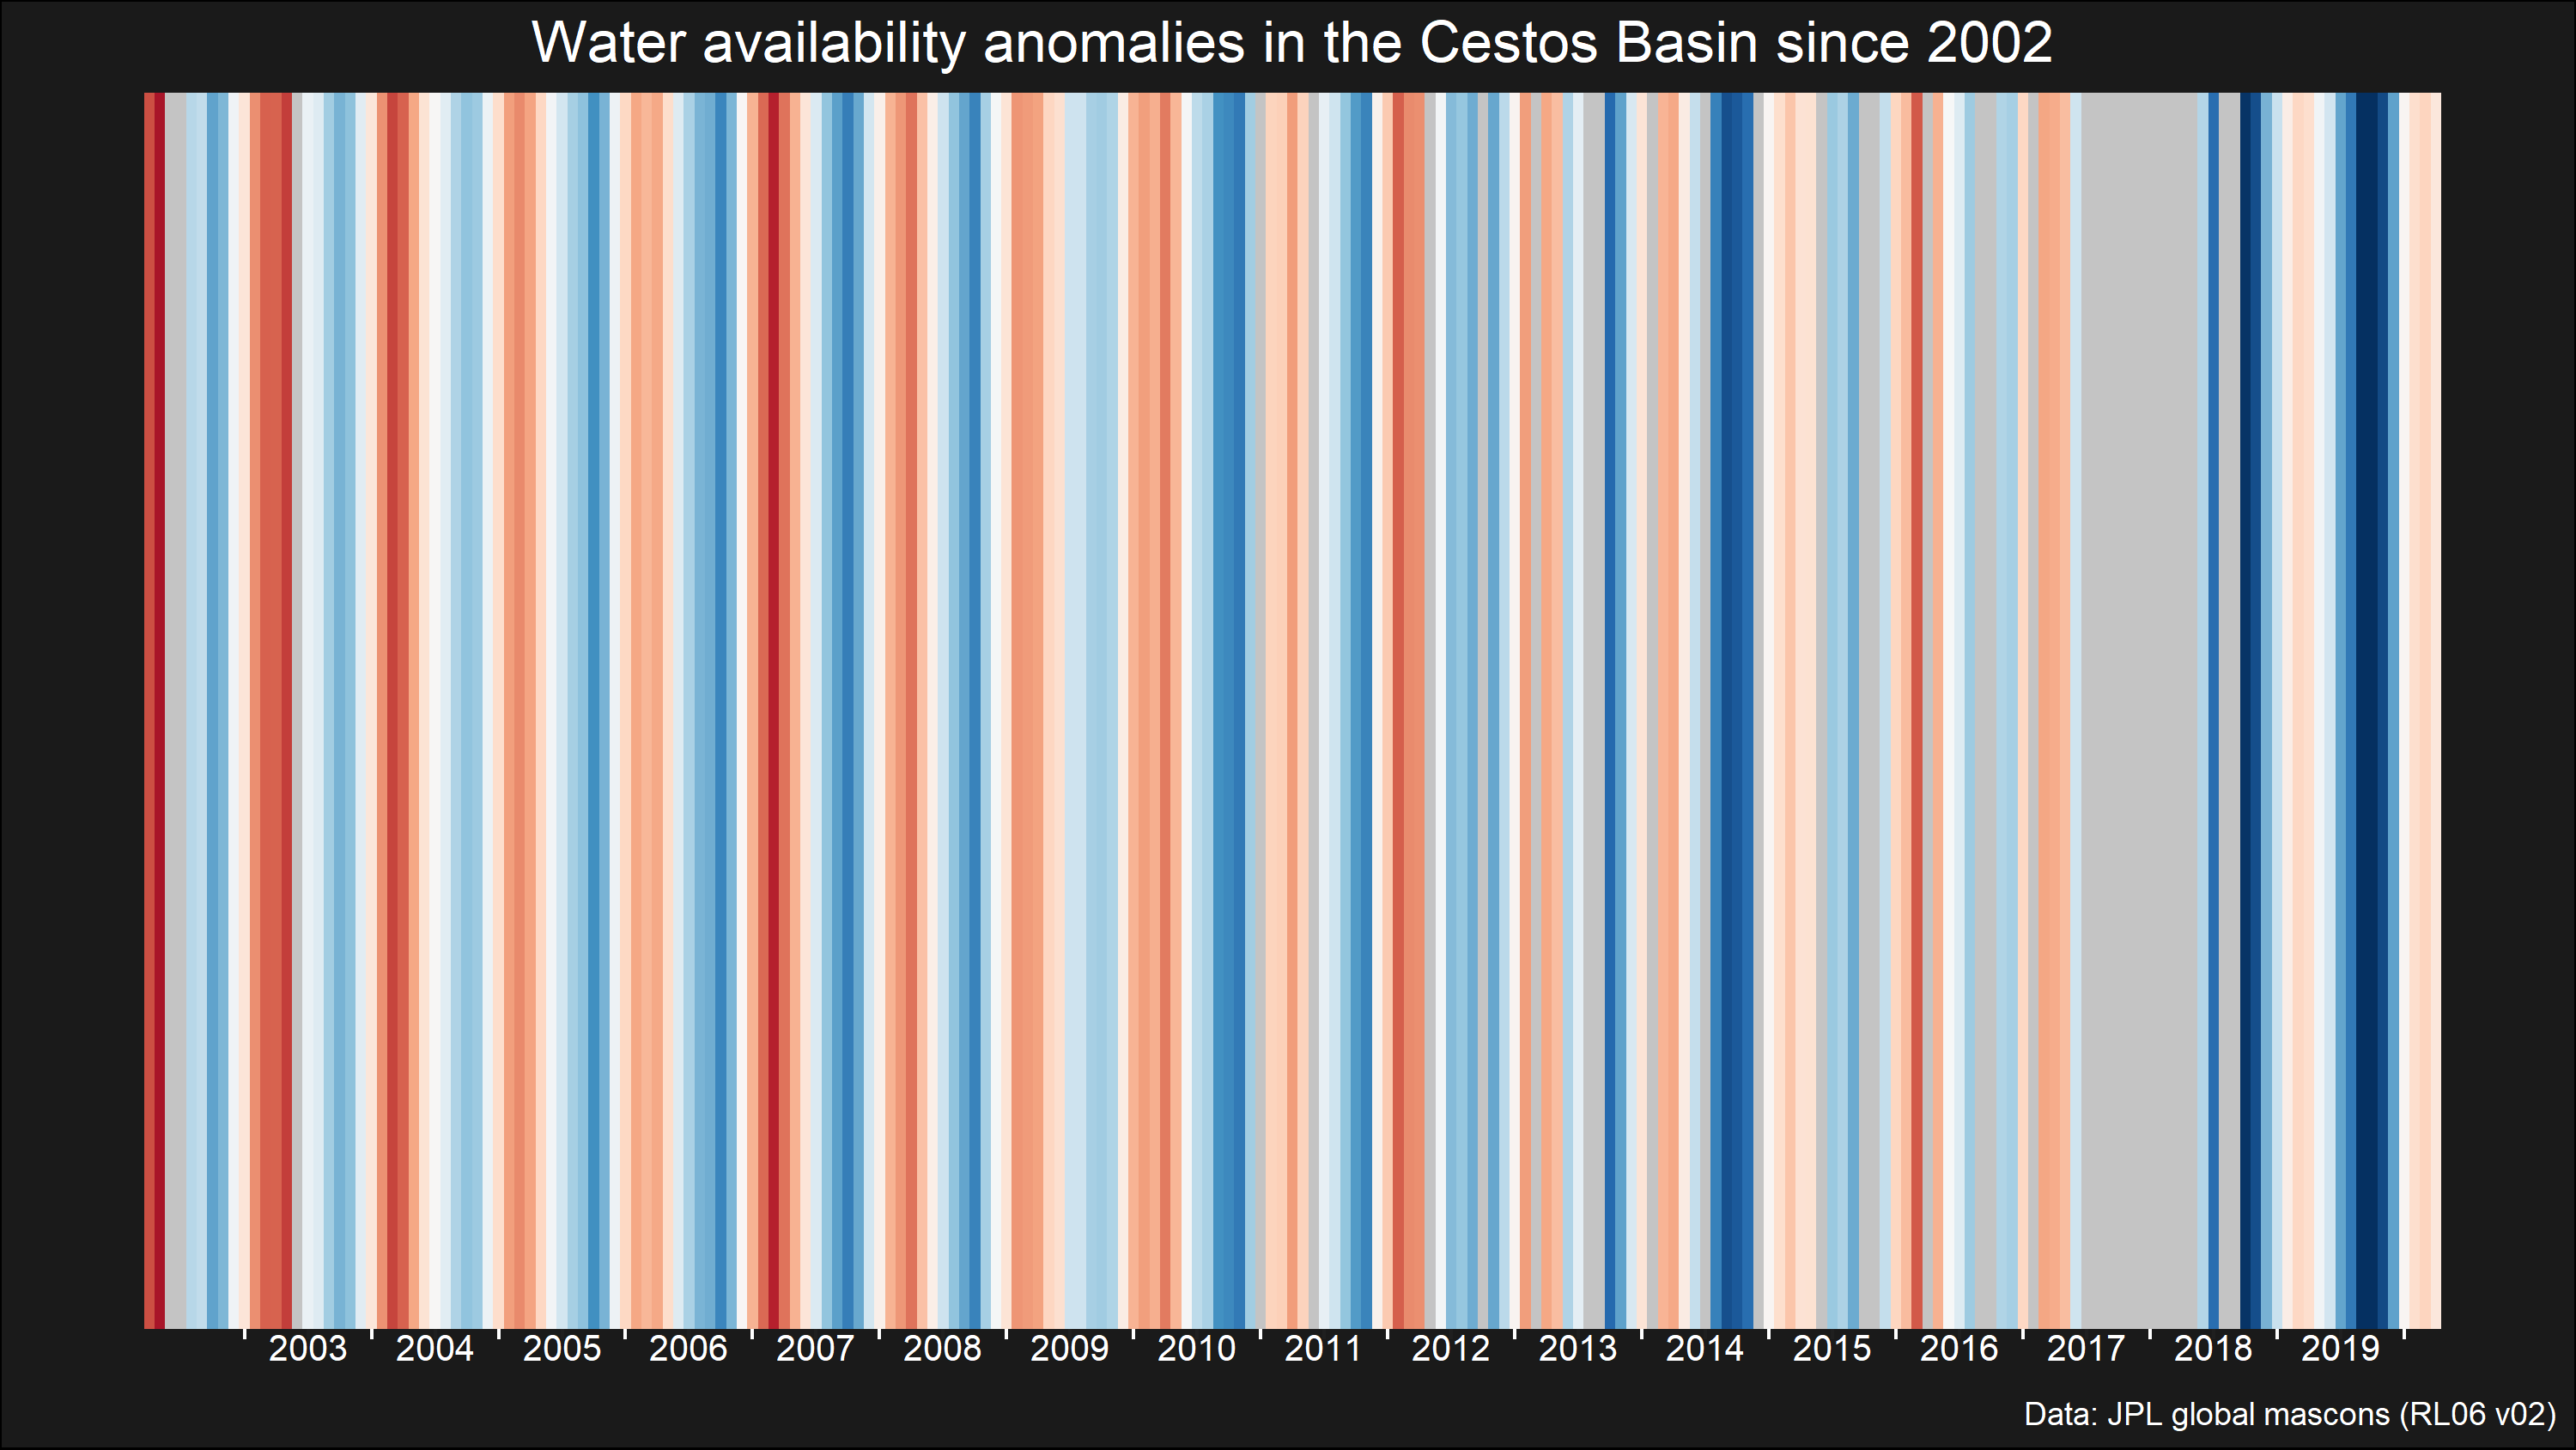 Water availability anomalies in the Cestos Basin since 2002
2003 2004 2005 2006 2007 2008 2009 2010 2011 2012 2013 2014 2015 2016 2017 2018 2019
Data: JPL global mascons (RL06 v02)